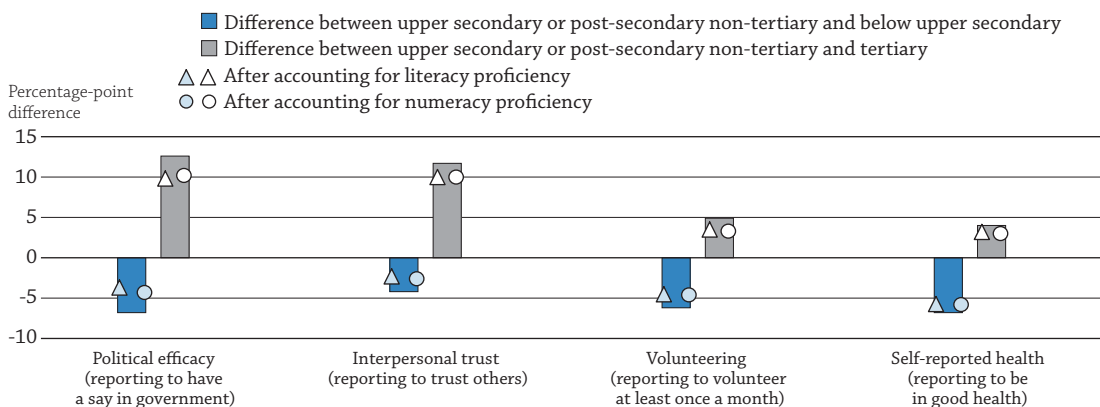 Difference between upper secondary or post-secondary non-tertiary and below upper secondary
Difference between upper secondary or post-secondary non-tertiary and tertiary
After accounting for literacy proficiency
After accounting for numeracy proficiency
Percentage-point
difference
15
10
5
0
-5
-10
Political efficacy
(reporting to have
a say in government)
Interpersonal trust
(reporting to trust others)
Volunteering
(reporting to volunteer
at least once a month)
Self-reported health
(reporting to be
in good health)